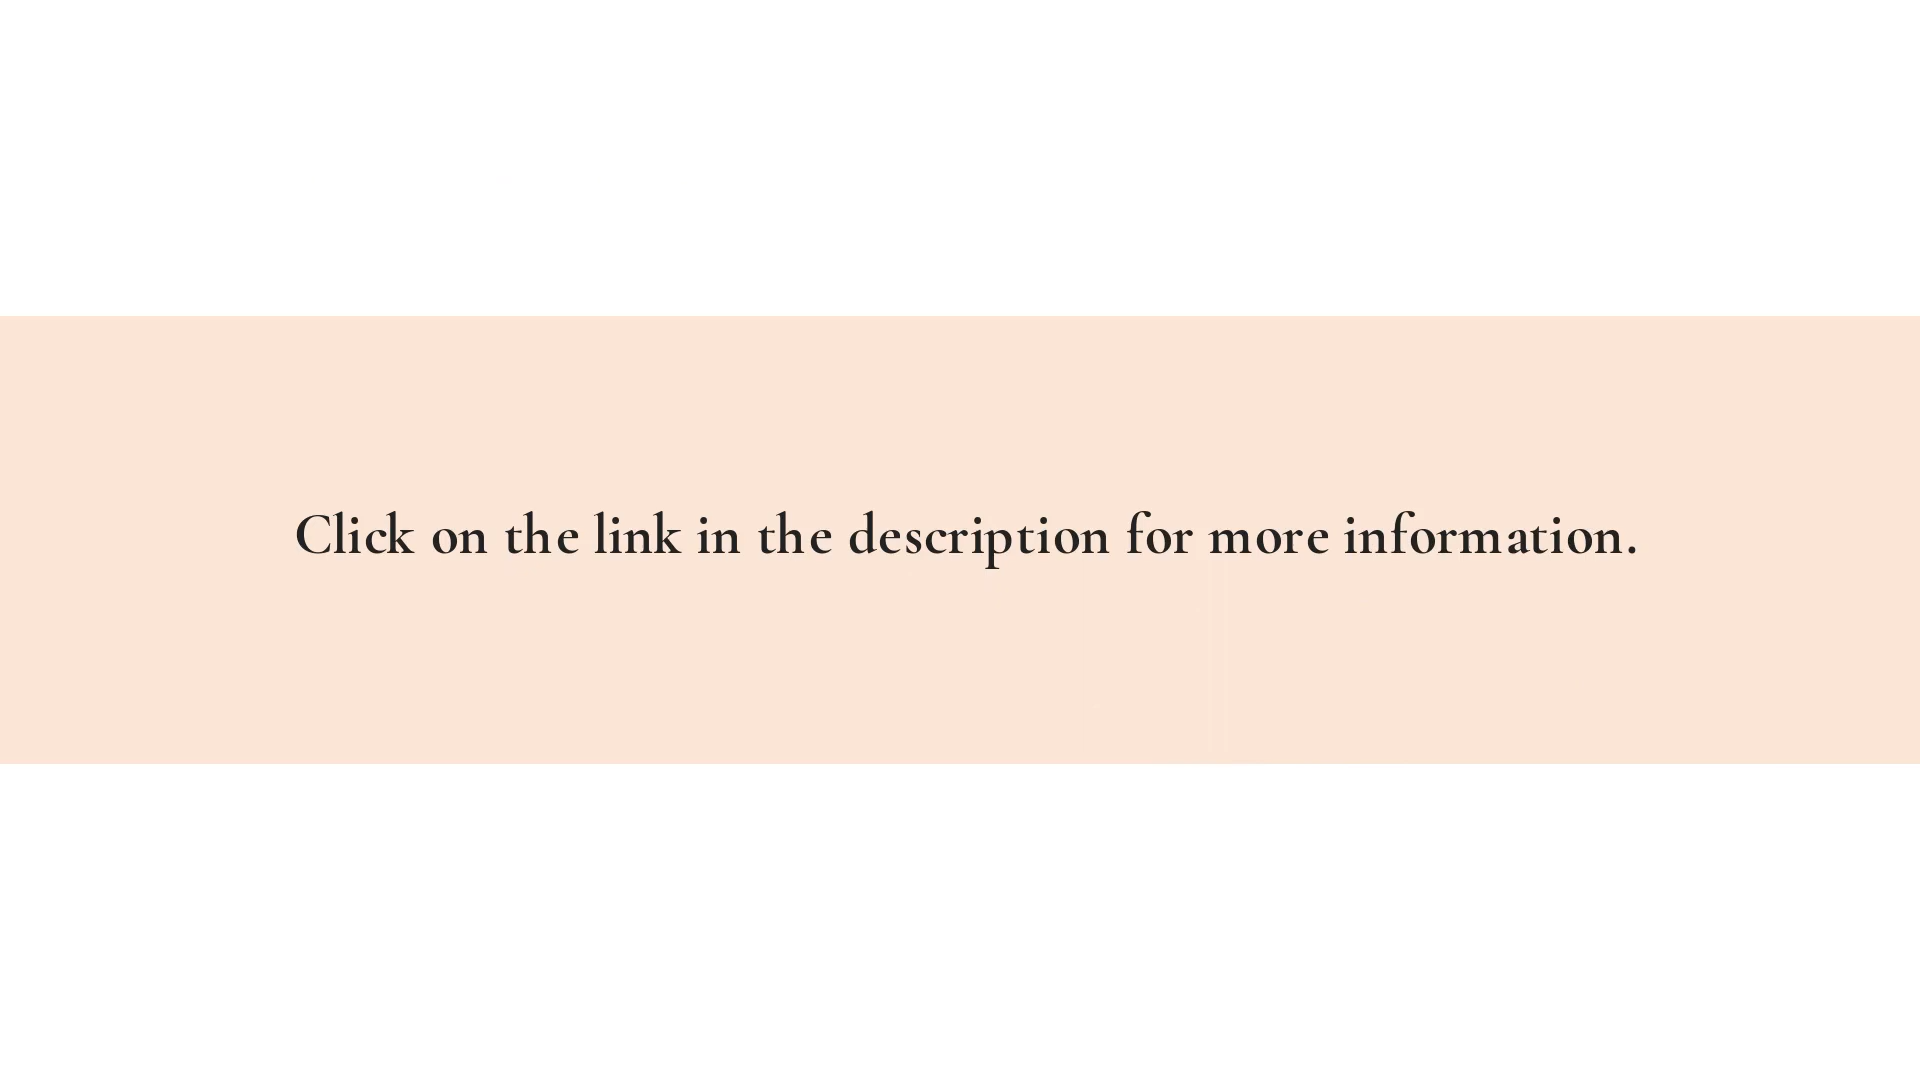 Click on the link in the description for more information.